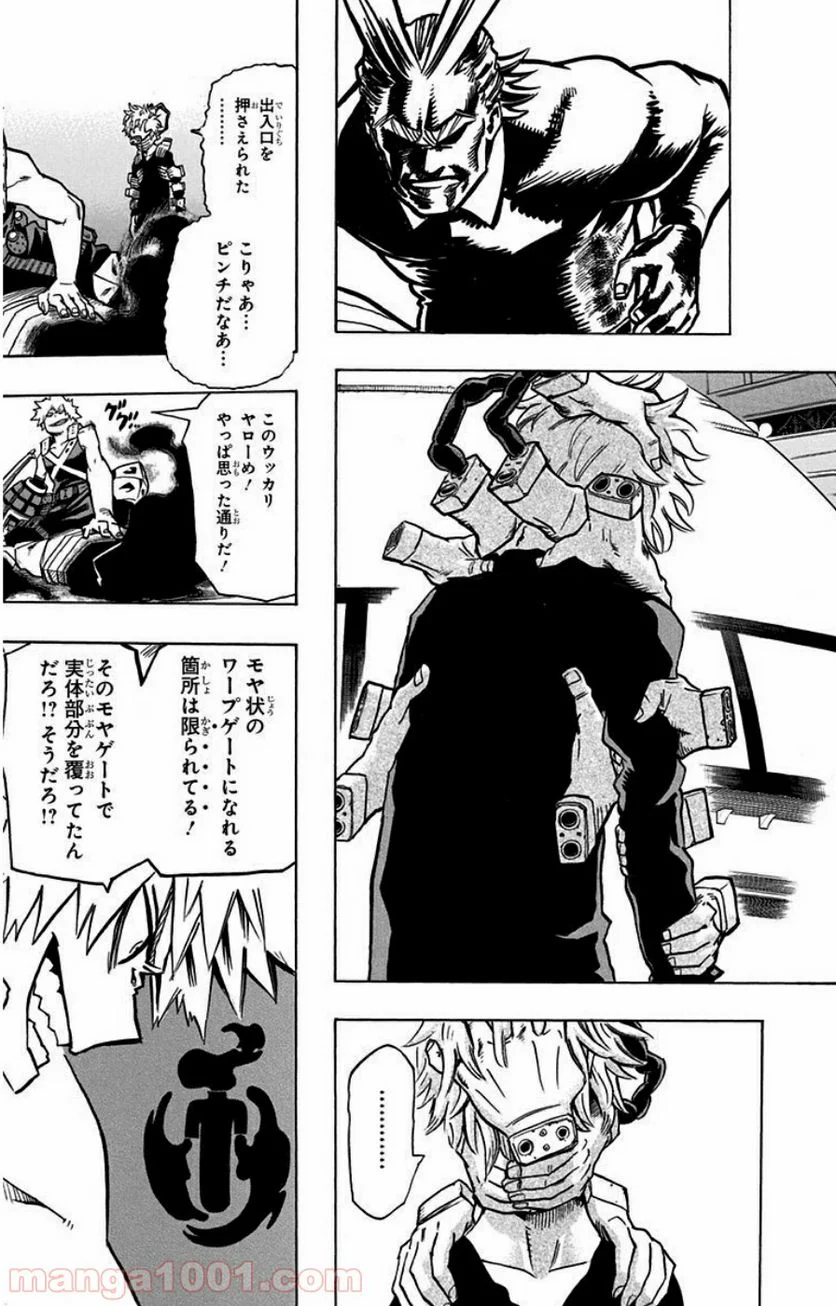 ………
出入口を
押さえられた
………
こりゃあ…
ピンチだなあ…
このウッカリ
ヤローめ!
やっぱ思った
通りだ!
グググ
モヤ状の
ワープゲートになれる
箇所は限られてる!
そのモヤゲートで
実体部分を覆ってたん
だろ!?そうだろ!?
manga1001.com